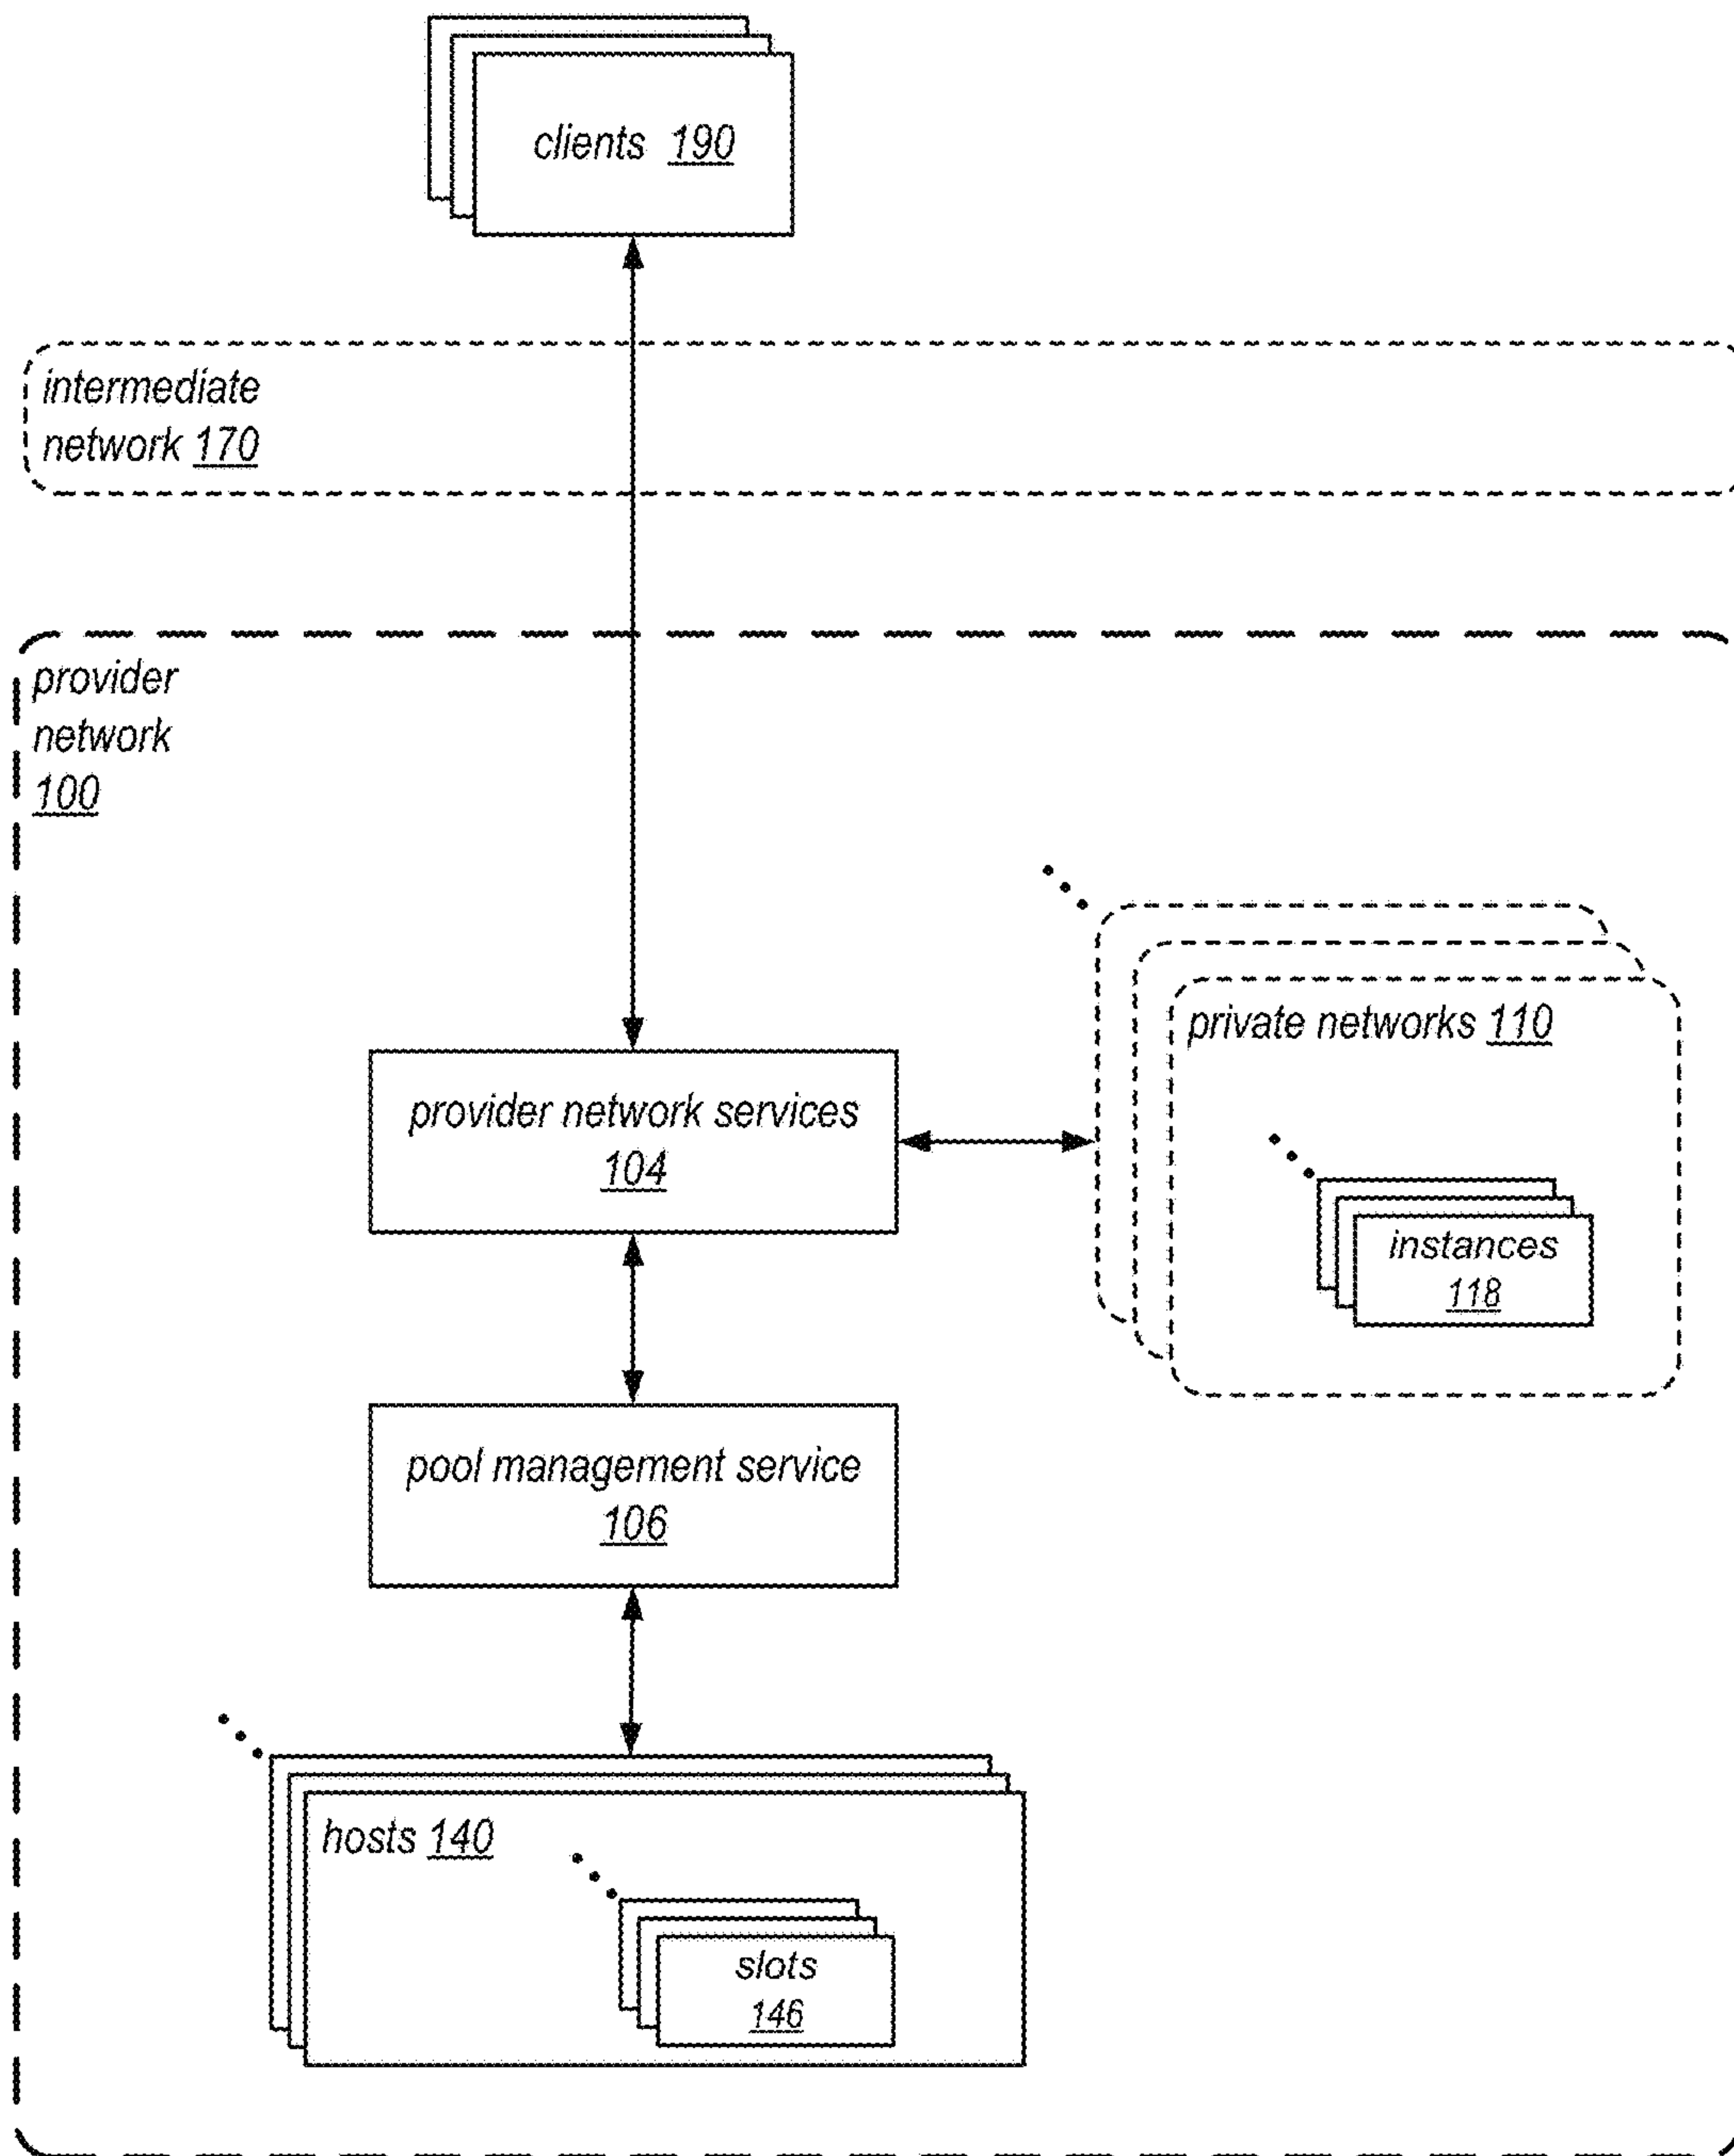 clients 190
intermediate
network 170
provider
network
100
private networks 110
provider network services
104
instances
118
pool management service
106
hosts 140
slots
146